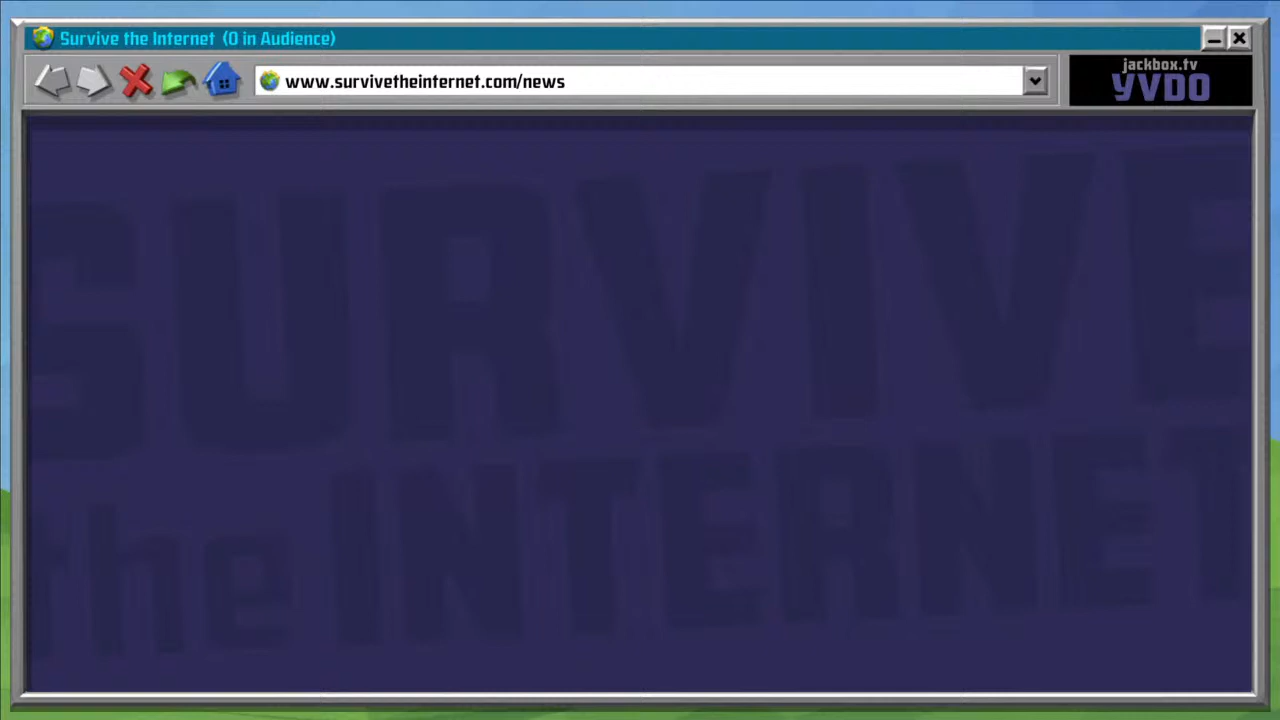 Survive the Internet (0 in Audience)
www.survivetheinternet.com/news
jackbox.tv
YVDO
SURVIVE
the INTERNET